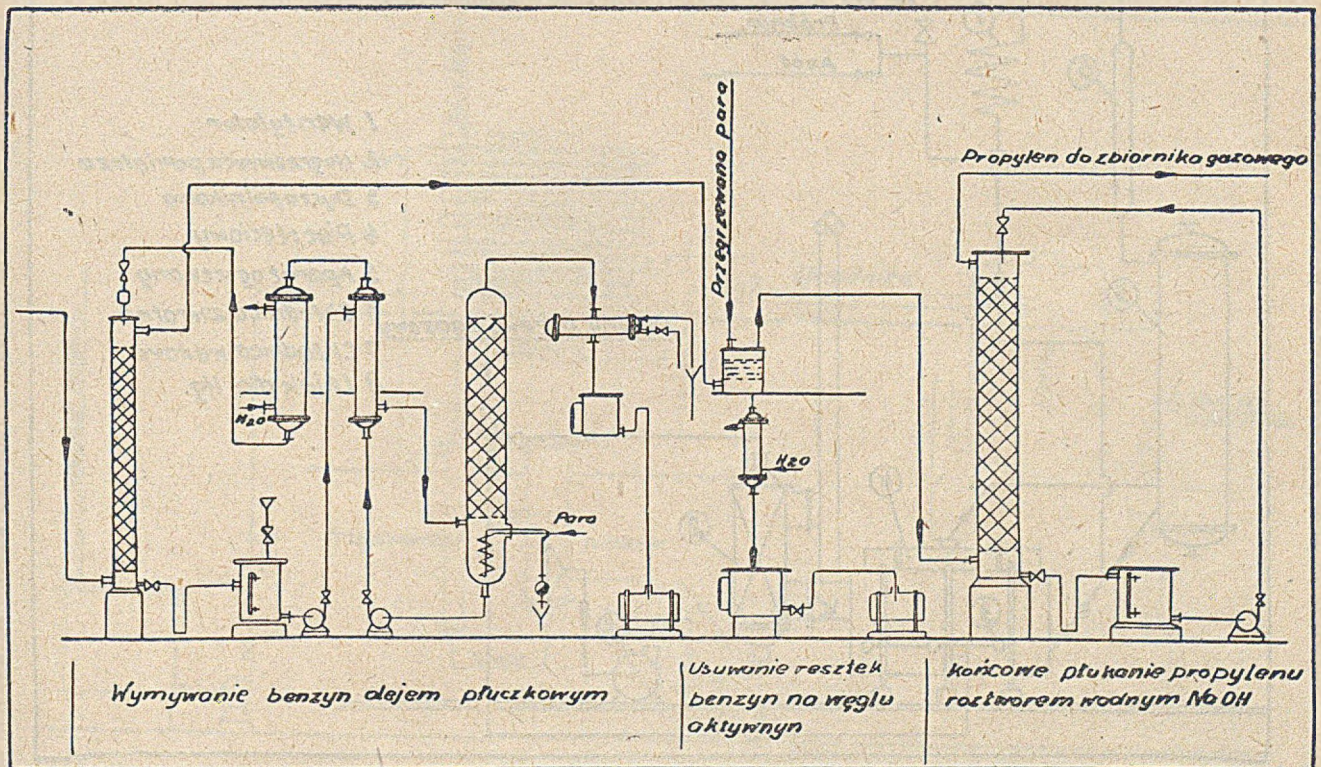 Przegrzewana para
Propylen do zbiornika gazowego
H2O
H2O
Para
Wymywanie benzyn olejem płuczkowym
Usuwanie resztek
benzyn na węglu
aktywnyn
Końcowe płukanie propylenu
roztworem wodnym NaOH